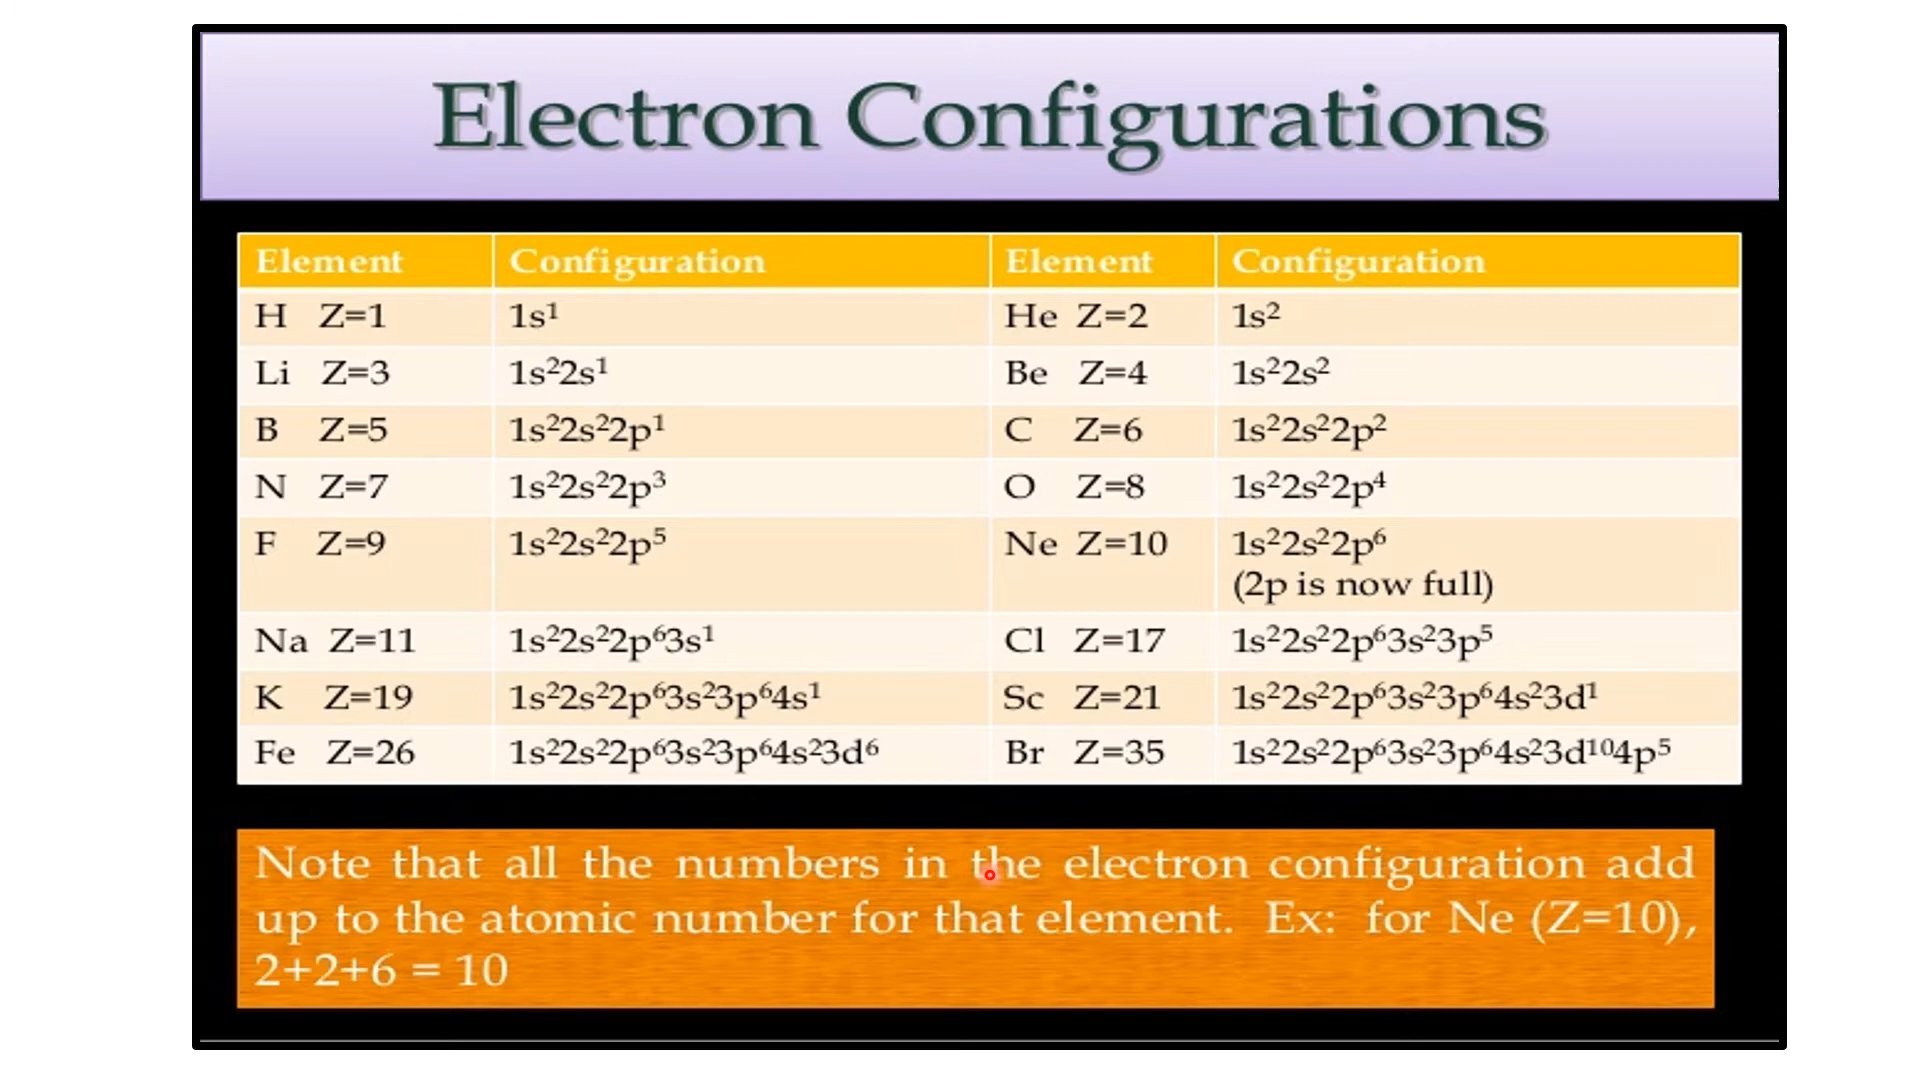 Electron Configurations
Element Configuration Element Configuration
H Z=1 1s¹ He Z=2 1s²
Li Z=3 1s²2s¹ Be Z=4 1s²2s²
B Z=5 1s²2s²2p¹ C Z=6 1s²2s²2p²
N Z=7 1s²2s²2p³ O Z=8 1s²2s²2p⁴
F Z=9 1s²2s²2p⁵ Ne Z=10 1s²2s²2p⁶
(2p is now full)
Na Z=11 1s²2s²2p⁶3s¹ Cl Z=17 1s²2s²2p⁶3s²3p⁵
K Z=19 1s²2s²2p⁶3s²3p⁶4s¹ Sc Z=21 1s²2s²2p⁶3s²3p⁶4s²3d¹
Fe Z=26 1s²2s²2p⁶3s²3p⁶4s²3d⁶ Br Z=35 1s²2s²2p⁶3s²3p⁶4s²3d¹⁰4p⁵
Note that all the numbers in the electron configuration add
up to the atomic number for that element. Ex: for Ne (Z=10),
2+2+6 = 10